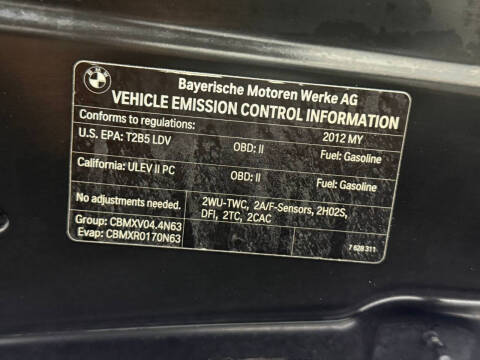 BMW
Bayerische Motoren Werke AG
VEHICLE EMISSION CONTROL INFORMATION
Conforms to regulations: 2012 MY
U.S. EPA: T2B5 LDV OBD: II Fuel: Gasoline
California: ULEV II PC OBD: II Fuel: Gasoline
No adjustments needed. 2WU-TWC, 2A/F-Sensors, 2HO2S,
DFI, 2TC, 2CAC
Group: CBMXV04.4N63
Evap: CBMXR0170N63
7 628 311